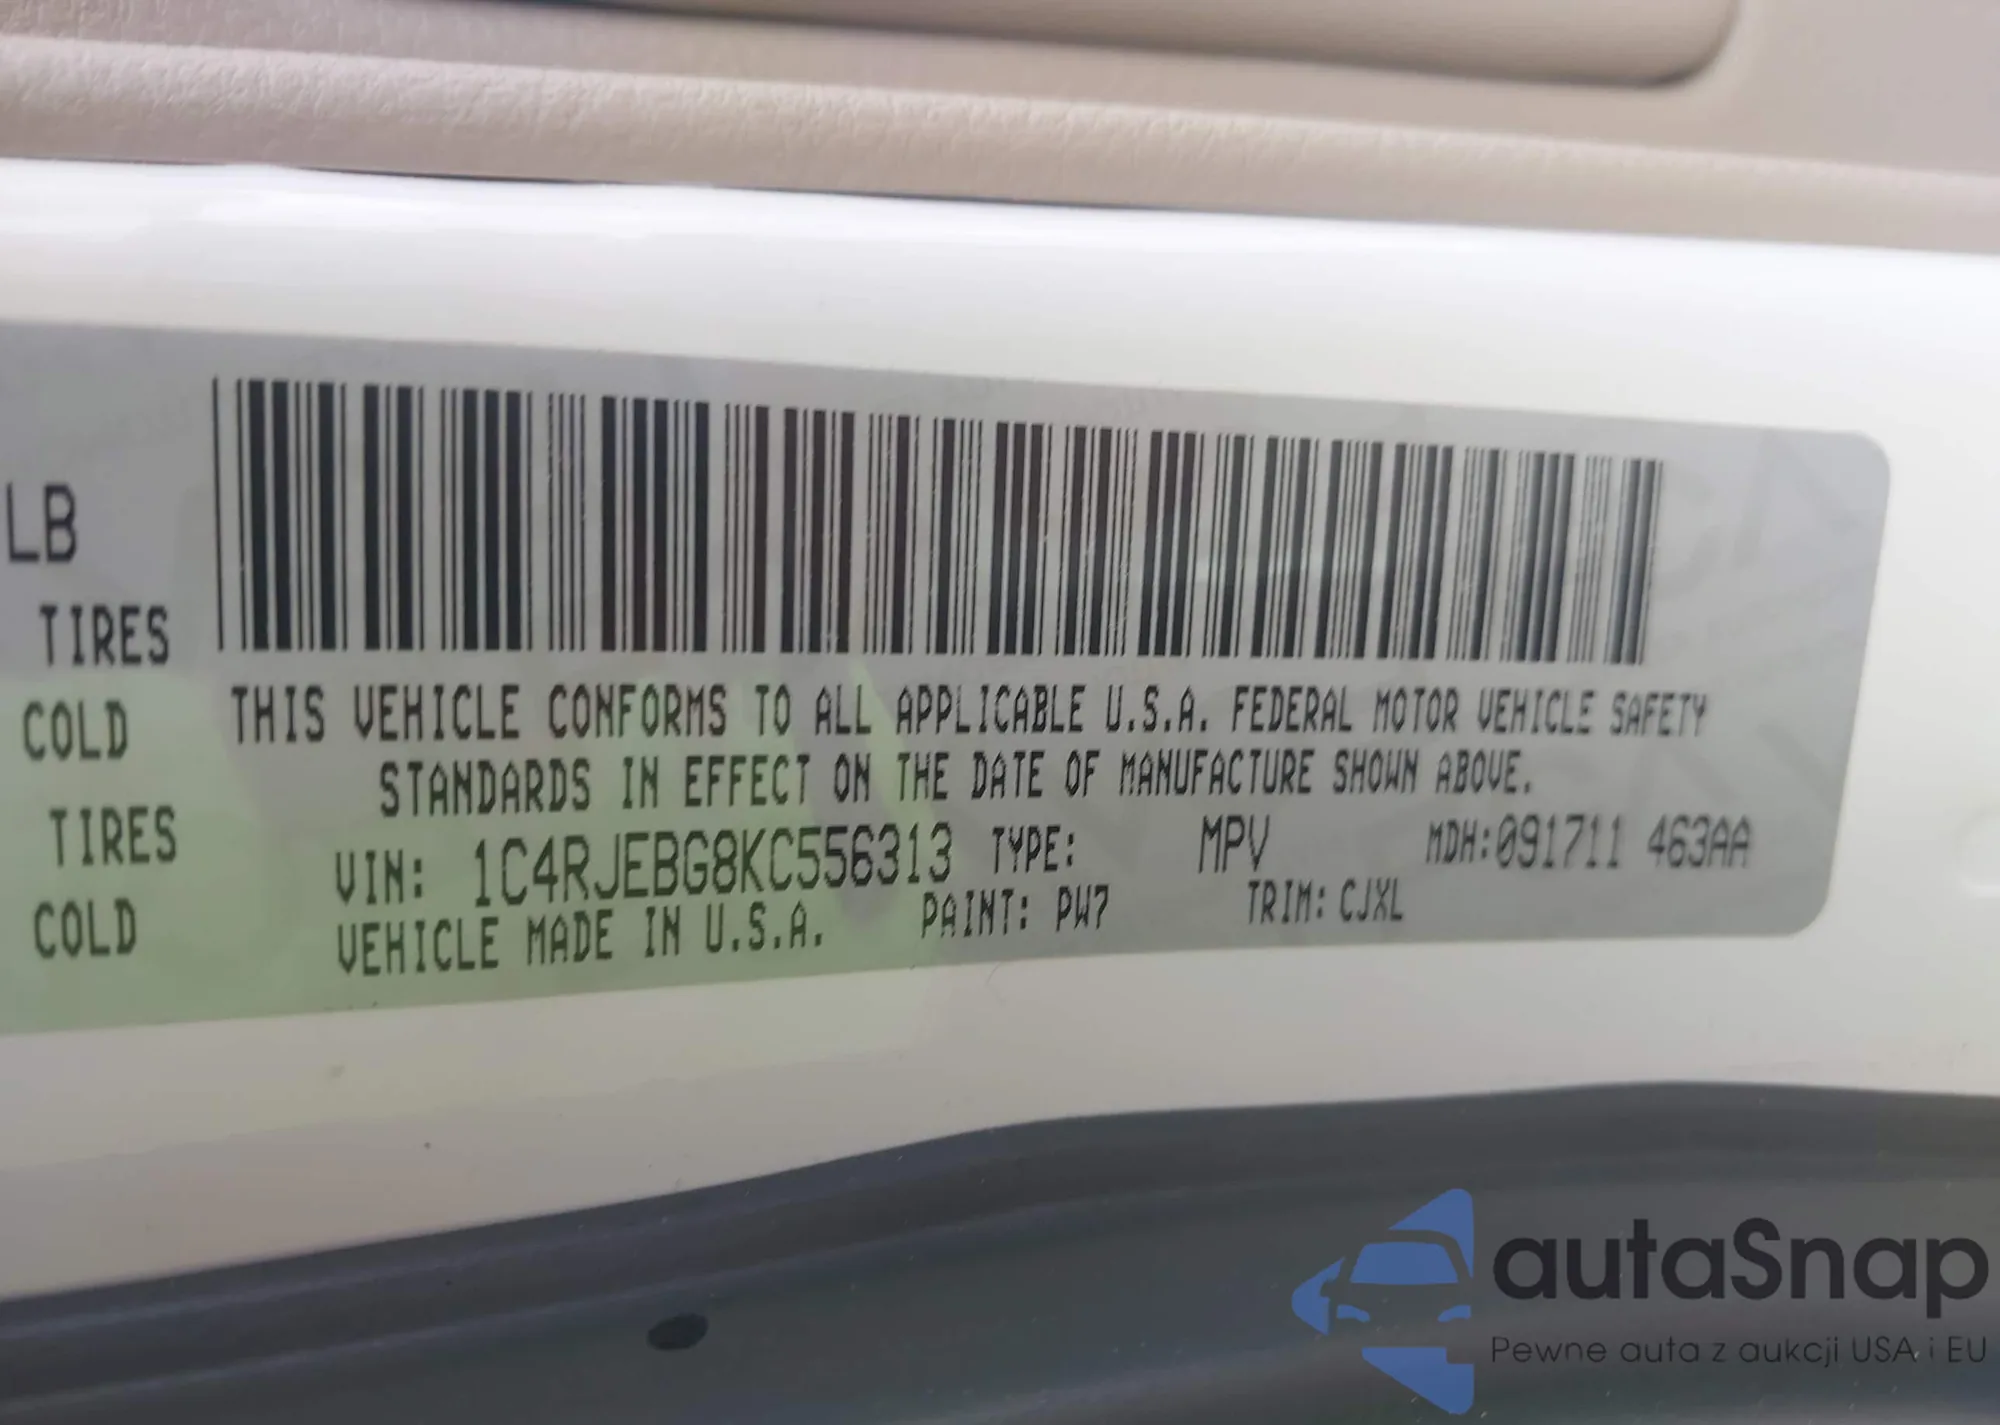 LB
TIRES
COLD
TIRES
COLD
THIS VEHICLE CONFORMS TO ALL APPLICABLE U.S.A. FEDERAL MOTOR VEHICLE SAFETY
STANDARDS IN EFFECT ON THE DATE OF MANUFACTURE SHOWN ABOVE.
VIN: 1C4RJEBG8KC556313 TYPE: MPV MDH:091711 463AA
VEHICLE MADE IN U.S.A. PAINT: PW7 TRIM: CJXL
autaSnap
Pewne auta z aukcji USA i EU